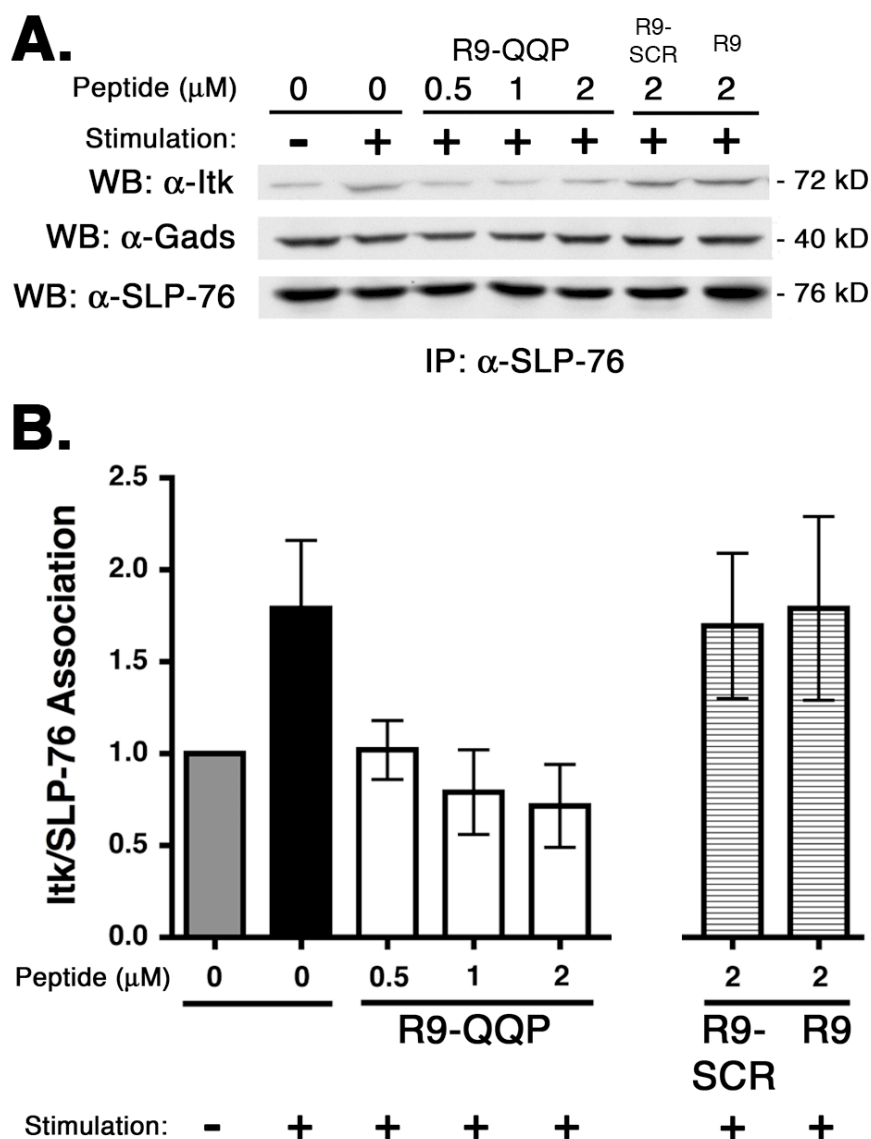 A.
R9-QQP R9-SCR R9
Peptide (μM) 0 0 0.5 1 2 2 2
Stimulation: - + + + + + +
WB: α-Itk - 72 kD
WB: α-Gads - 40 kD
WB: α-SLP-76 - 76 kD
IP: α-SLP-76
B.
Itk/SLP-76 Association
2.5
2.0
1.5
1.0
0.5
0.0
Peptide (μM) 0 0 0.5 1 2 2 2
R9-QQP R9-SCR R9
Stimulation: - + + + + + +